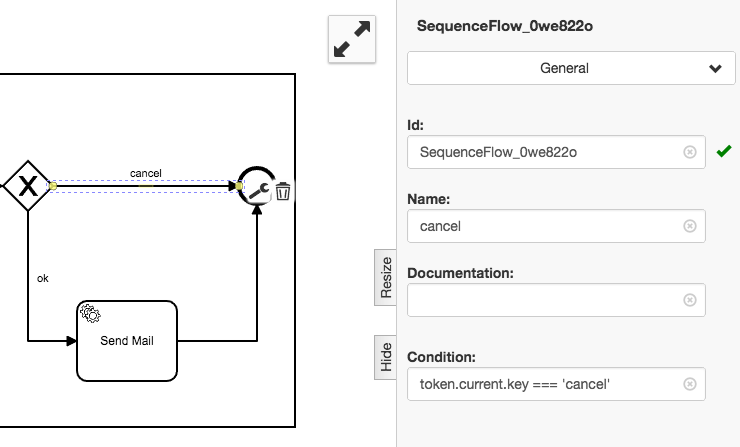 cancel
ok
Send Mail
Resize
Hide
SequenceFlow_0we822o
General
Id:
SequenceFlow_0we822o
Name:
cancel
Documentation:
Condition:
token.current.key === 'cancel'